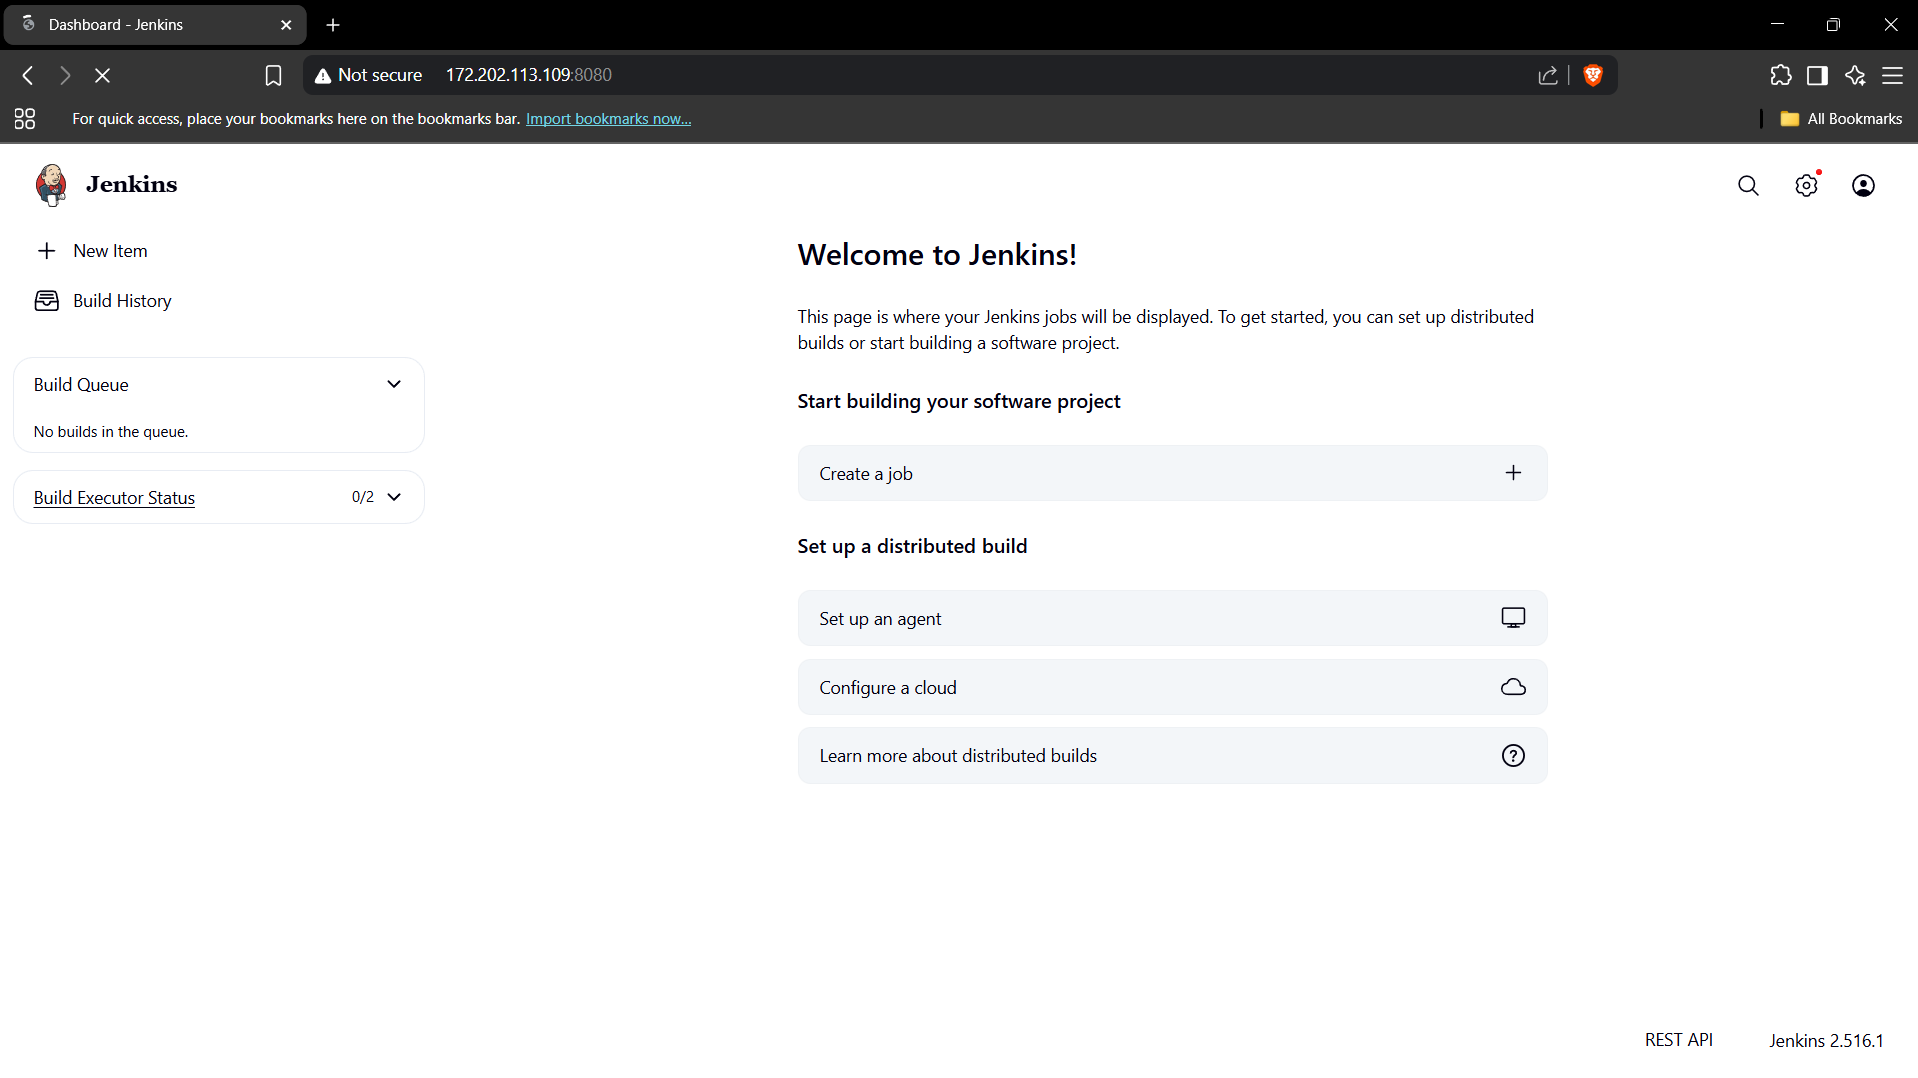 Dashboard - Jenkins
Not secure 172.202.113.109:8080
For quick access, place your bookmarks here on the bookmarks bar. Import bookmarks now...
All Bookmarks
Jenkins
New Item
Build History
Build Queue
No builds in the queue.
Build Executor Status 0/2
Welcome to Jenkins!
This page is where your Jenkins jobs will be displayed. To get started, you can set up distributed
builds or start building a software project.
Start building your software project
Create a job
Set up a distributed build
Set up an agent
Configure a cloud
Learn more about distributed builds
REST API
Jenkins 2.516.1